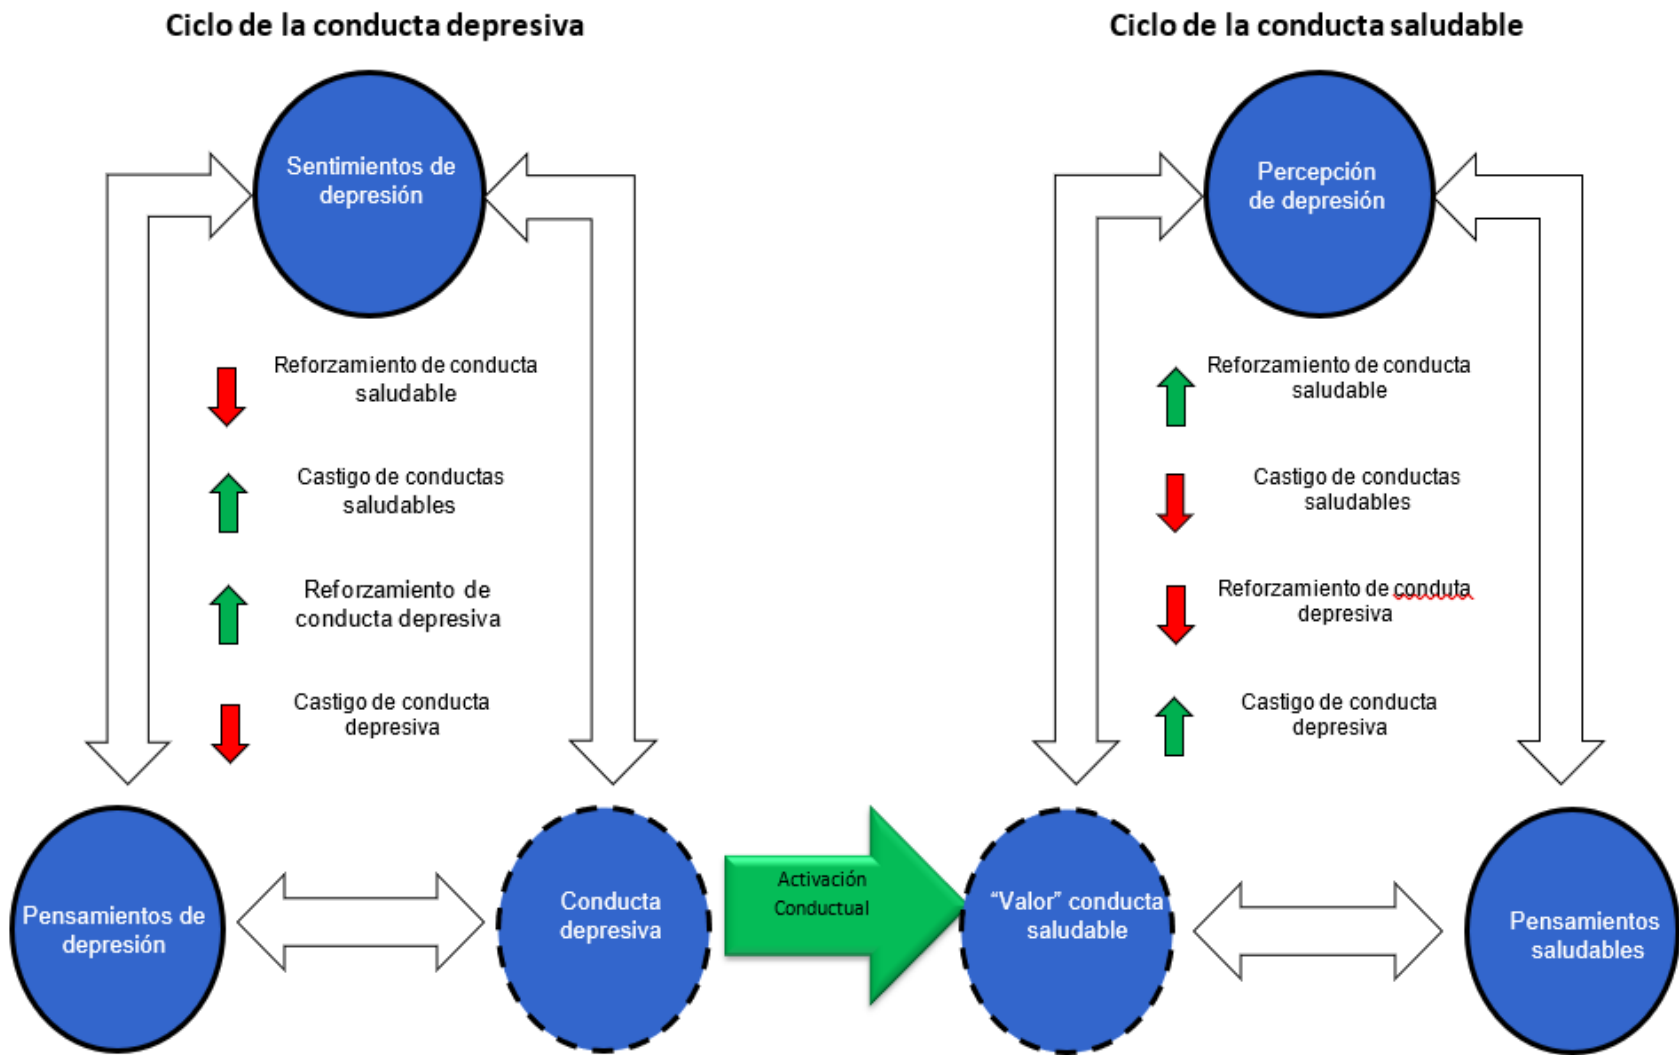 Ciclo de la conducta depresiva
Ciclo de la conducta saludable
Sentimientos de
depresión
Percepción
de depresión
Reforzamiento de conducta
saludable
Castigo de conductas
saludables
Reforzamiento de
conducta depresiva
Castigo de conducta
depresiva
Reforzamiento de conducta
saludable
Castigo de conductas
saludables
Reforzamiento de conduta
depresiva
Castigo de conducta
depresiva
Pensamientos de
depresión
Conducta
depresiva
Activación
Conductual
“Valor” conducta
saludable
Pensamientos
saludables